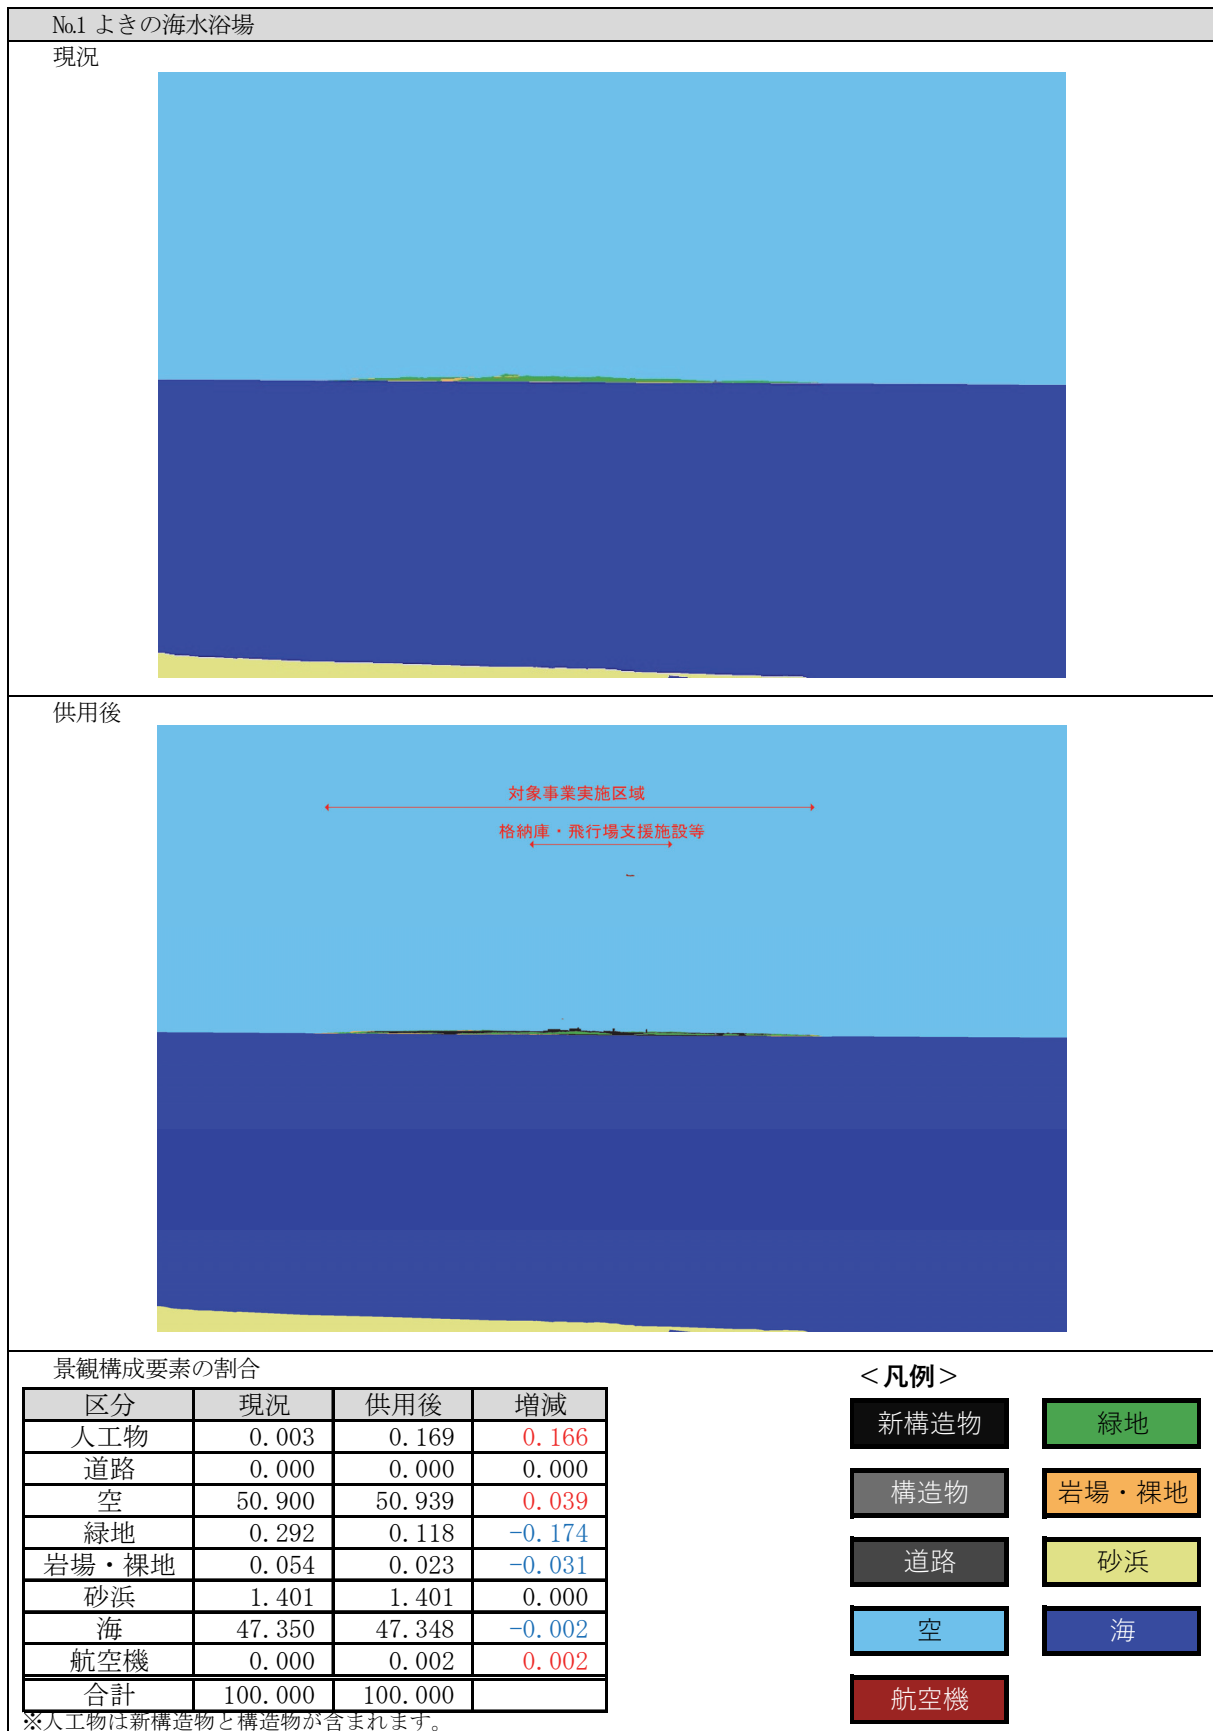 №1 よきの海水浴場
現況
供用後
対象事業実施区域
格納庫・飛行場支援施設等
景観構成要素の割合
区分 現況 供用後 増減
人工物 0.003 0.169 0.166
道路 0.000 0.000 0.000
空 50.900 50.939 0.039
緑地 0.292 0.118 -0.174
岩場・裸地 0.054 0.023 -0.031
砂浜 1.401 1.401 0.000
海 47.350 47.348 -0.002
航空機 0.000 0.002 0.002
合計 100.000 100.000
※人工物は新構造物と構造物が含まれます。
＜凡例＞
新構造物 緑地
構造物 岩場・裸地
道路 砂浜
空 海
航空機